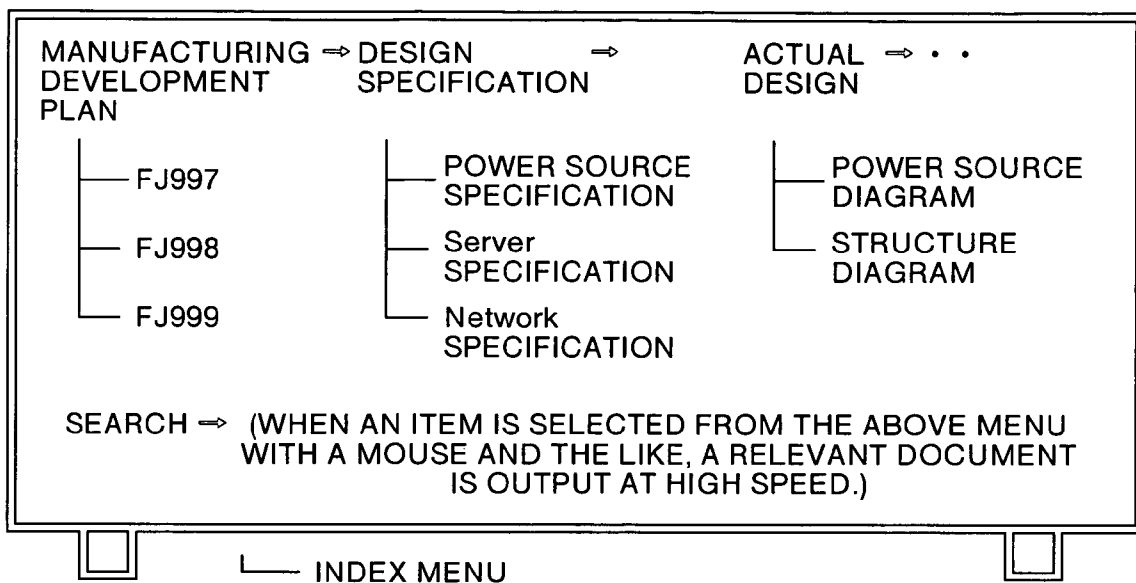 MANUFACTURING ⇒ DESIGN ⇒ ACTUAL ⇒ • •
DEVELOPMENT SPECIFICATION DESIGN
PLAN
FJ997 POWER SOURCE POWER SOURCE
SPECIFICATION DIAGRAM
FJ998 Server STRUCTURE
SPECIFICATION DIAGRAM
FJ999 Network
SPECIFICATION
SEARCH ⇒ (WHEN AN ITEM IS SELECTED FROM THE ABOVE MENU
WITH A MOUSE AND THE LIKE, A RELEVANT DOCUMENT
IS OUTPUT AT HIGH SPEED.)
INDEX MENU